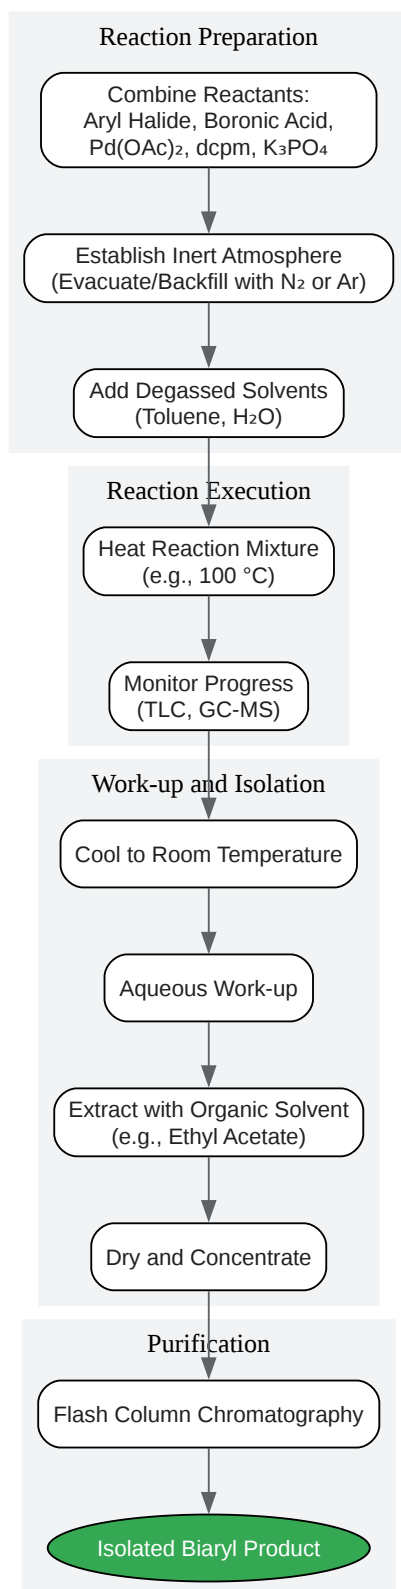 Reaction Preparation
Combine Reactants:
Aryl Halide, Boronic Acid,
Pd(OAc)₂, dcpm, K₃PO₄
Establish Inert Atmosphere
(Evacuate/Backfill with N₂ or Ar)
Add Degassed Solvents
(Toluene, H₂O)
Reaction Execution
Heat Reaction Mixture
(e.g., 100 °C)
Monitor Progress
(TLC, GC-MS)
Work-up and Isolation
Cool to Room Temperature
Aqueous Work-up
Extract with Organic Solvent
(e.g., Ethyl Acetate)
Dry and Concentrate
Purification
Flash Column Chromatography
Isolated Biaryl Product